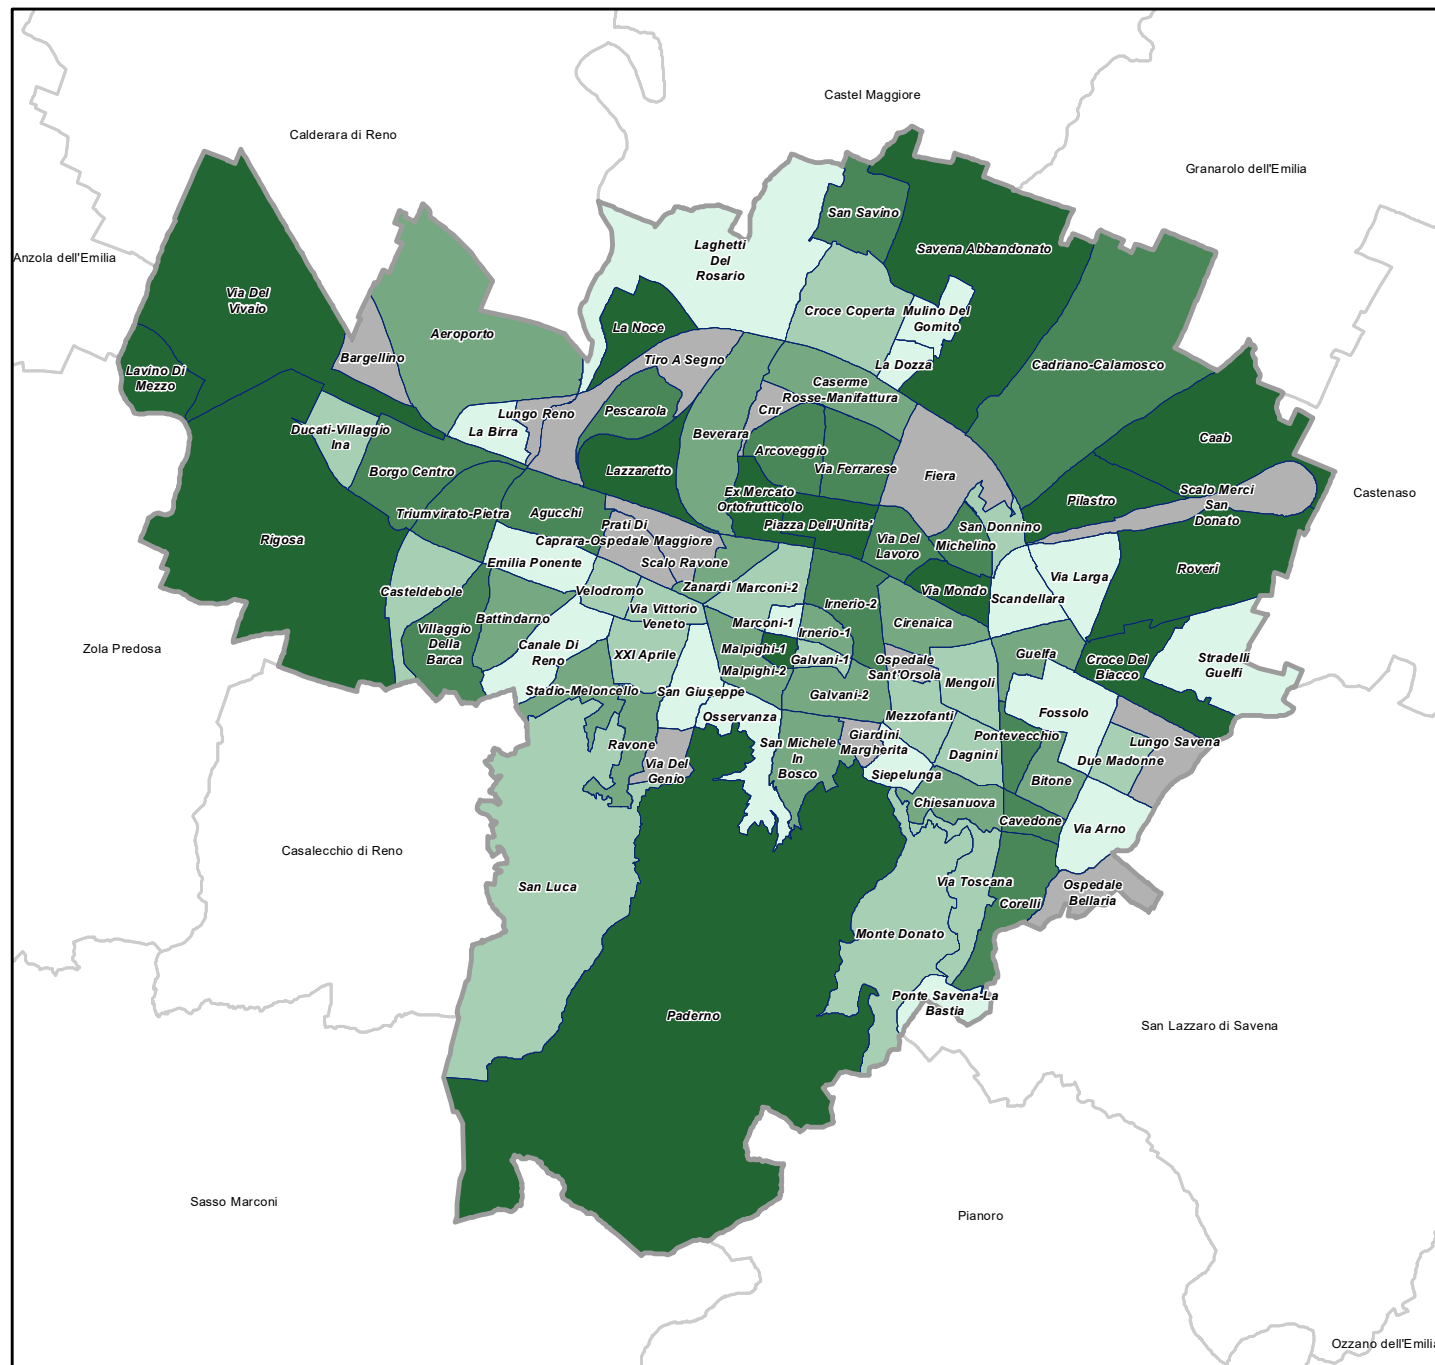 Castel Maggiore
Calderara di Reno
Granarolo dell'Emilia
San Savino
Laghetti
Del
Rosario
Savena Abbandonato
Anzola dell'Emilia
Via Del
Vivaio
Croce Coperta
Mulino Del
Gomito
La Noce
Aeroporto
Bargellino
Tiro A Segno
La Dozza
Cadriano-Calamosco
Lavino Di
Mezzo
Caserme
Rosse-Manifattura
Lungo Reno
Pescarola
Cnr
Ducati-Villaggio
Ina
La Birra
Beverara
Caab
Arcoveggio
Borgo Centro
Lazzaretto
Via Ferrarese
Fiera
Scalo Merci
San
Donato
Castenaso
Ex Mercato
Ortofrutticolo
Pilastro
Triumvirato-Pietra
Agucchi
Prati Di
Caprara-Ospedale Maggiore
Piazza Dell'Unita'
San Donnino
Rigosa
Via Del
Lavoro
Michelino
Emilia Ponente
Scalo Ravone
Roveri
Via Larga
Casteldebole
Velodromo
Zanardi
Marconi-2
Via Mondo
Scandellara
Via Vittorio
Veneto
Irnerio-2
Battindarno
Marconi-1
Cirenaica
Villaggio
Della
Barca
Irnerio-1
Zola Predosa
Canale Di
Reno
XXI Aprile
Malpighi-1
Galvani-1
Ospedale
Sant'Orsola
Guelfa
Croce Del
Biacco
Stradelli
Guelfi
Malpighi-2
Mengoli
Stadio-Meloncello
San Giuseppe
Galvani-2
Osservanza
Mezzofanti
Fossolo
Ravone
San Michele
In
Bosco
Giardini
Margherita
Pontevecchio
Lungo Savena
Via Del
Genio
Dagnini
Due Madonne
Siepelunga
Bitone
Chiesanuova
Cavedone
Via Arno
Casalecchio di Reno
San Luca
Via Toscana
Ospedale
Bellaria
Corelli
Monte Donato
Ponte Savena-La
Bastia
Paderno
San Lazzaro di Savena
Sasso Marconi
Pianoro
Ozzano dell'Emilia